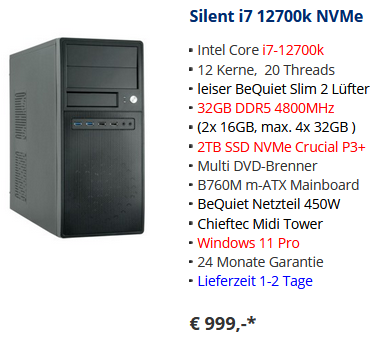 Silent i7 12700k NVMe
Intel Core i7-12700k
12 Kerne, 20 Threads
leiser BeQuiet Slim 2 Lüfter
32GB DDR5 4800MHz
(2x 16GB, max. 4x 32GB )
2TB SSD NVMe Crucial P3+
Multi DVD-Brenner
B760M m-ATX Mainboard
BeQuiet Netzteil 450W
Chieftec Midi Tower
Windows 11 Pro
24 Monate Garantie
Lieferzeit 1-2 Tage
€ 999,-*